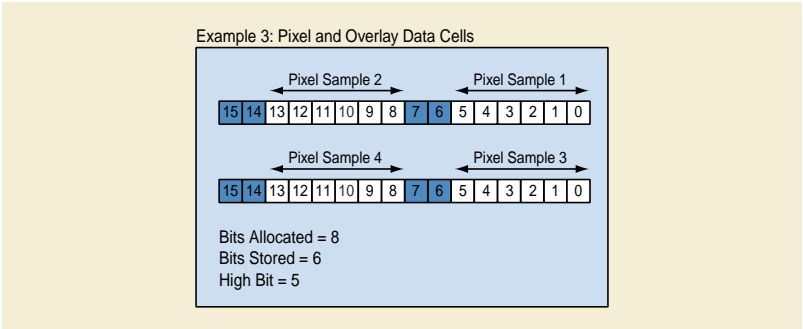 Example 3: Pixel and Overlay Data Cells
Pixel Sample 2 Pixel Sample 1
15 14 13 12 11 10 9 8 7 6 5 4 3 2 1 0
Pixel Sample 4 Pixel Sample 3
15 14 13 12 11 10 9 8 7 6 5 4 3 2 1 0
Bits Allocated = 8
Bits Stored = 6
High Bit = 5